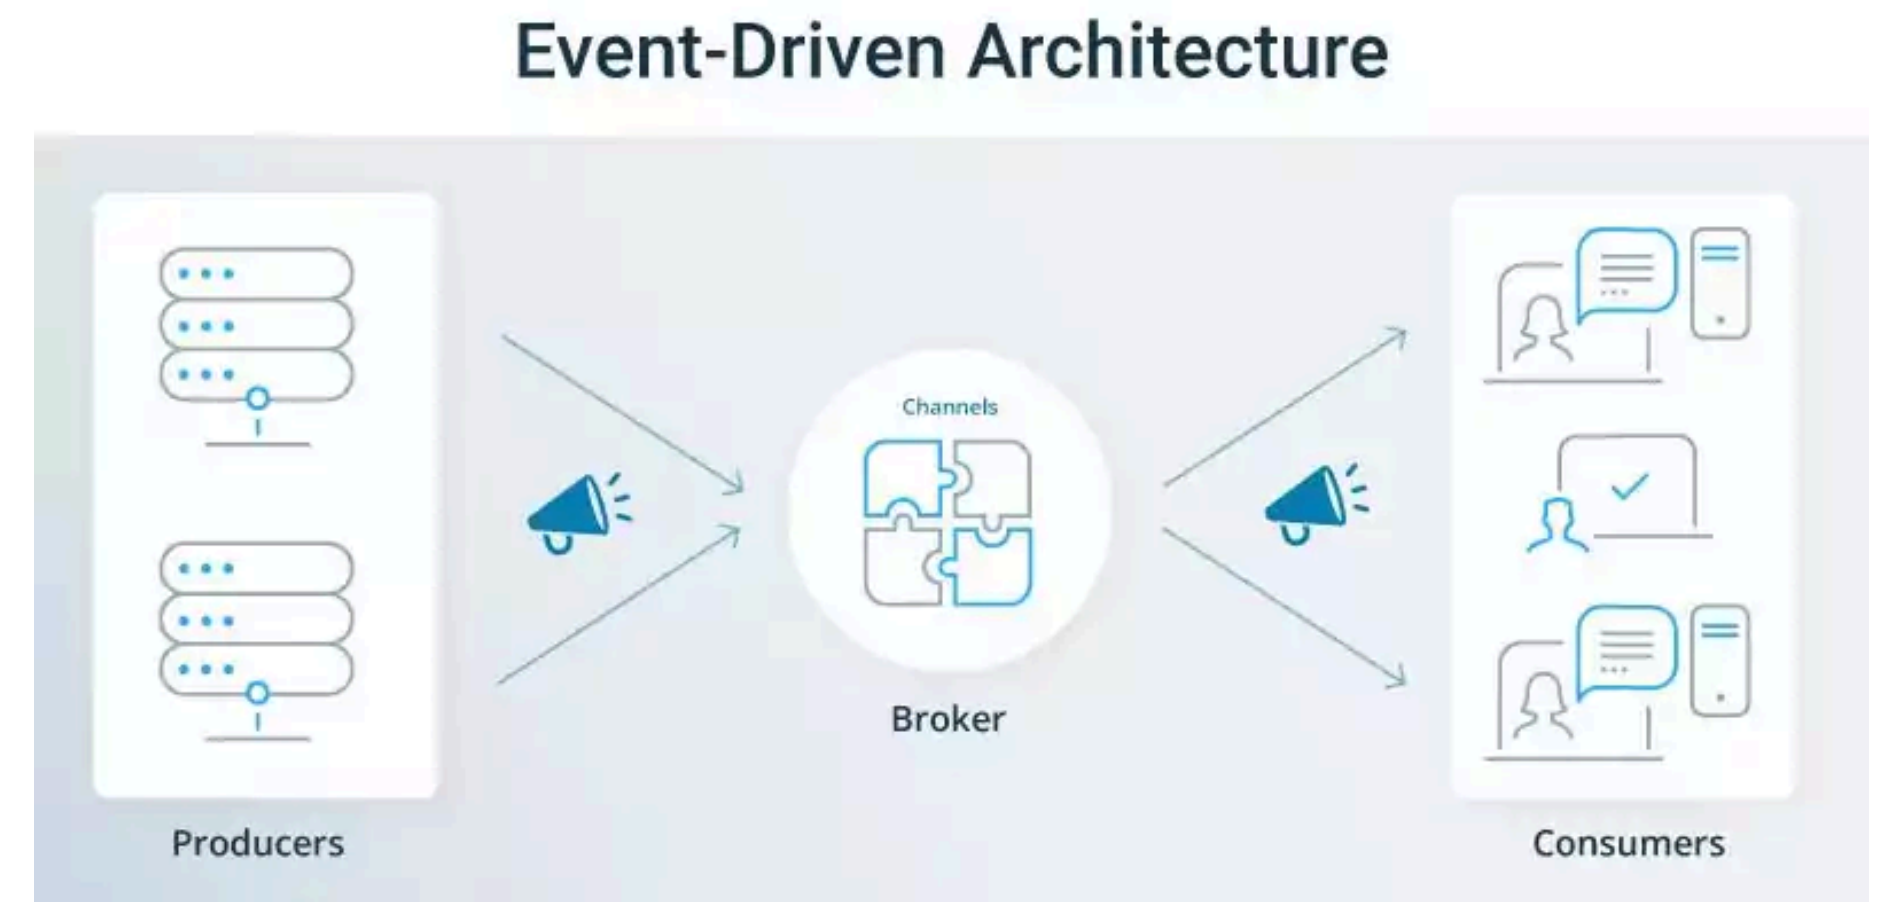 Event-Driven Architecture
Channels
Broker
Producers
Consumers